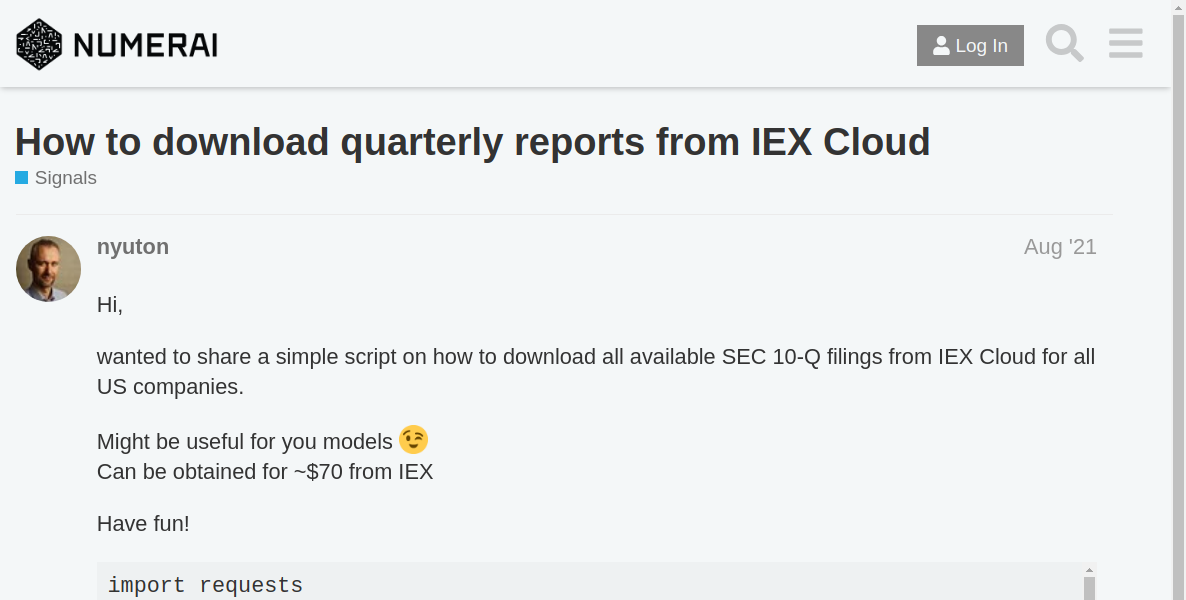 NUMERAI
Log In
How to download quarterly reports from IEX Cloud
Signals
nyuton
Aug '21
Hi,
wanted to share a simple script on how to download all available SEC 10-Q filings from IEX Cloud for all
US companies.
Might be useful for you models
Can be obtained for ~$70 from IEX
Have fun!
import requests